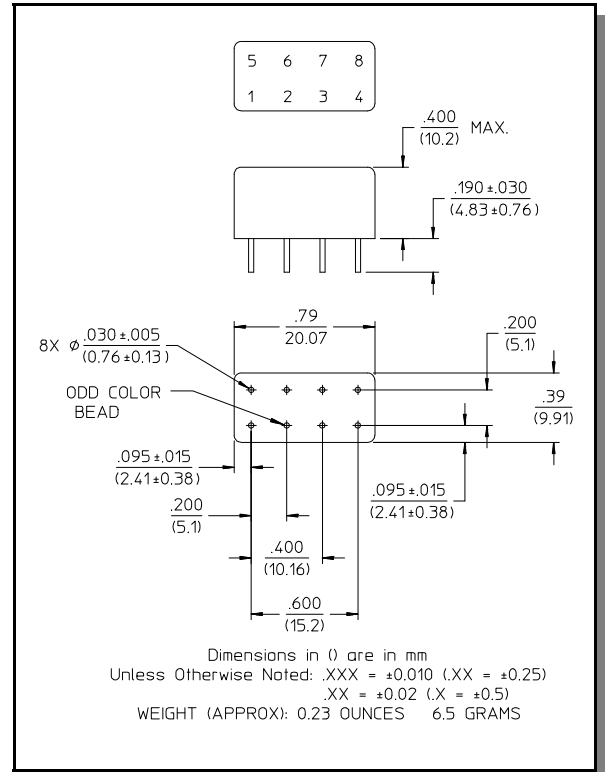 5 6 7 8
1 2 3 4
.400
(10.2)
MAX.
.190±.030
(4.83±0.76)
.79
20.07
.200
(5.1)
8X ⌀
.030±.005
(0.76±0.13)
ODD COLOR
BEAD
.39
(9.91)
.095±.015
(2.41±0.38)
.095±.015
(2.41±0.38)
.200
(5.1)
.400
(10.16)
.600
(15.2)
Dimensions in () are in mm
Unless Otherwise Noted: .XXX = ±0.010 (.XX = ±0.25)
.XX = ±0.02 (.X = ±0.5)
WEIGHT (APPROX): 0.23 OUNCES 6.5 GRAMS